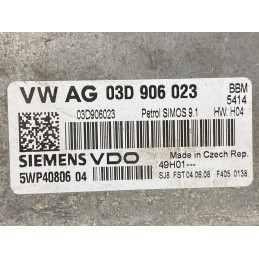 VW AG 03D 906 023 BBM
5414
03D906023 Petrol SIMOS 9.1 HW. H04
SIEMENS VDO Made in Czech Rep.
49H01---
5WP40806 04 SJ8 FST 04.06.08 F405 0136